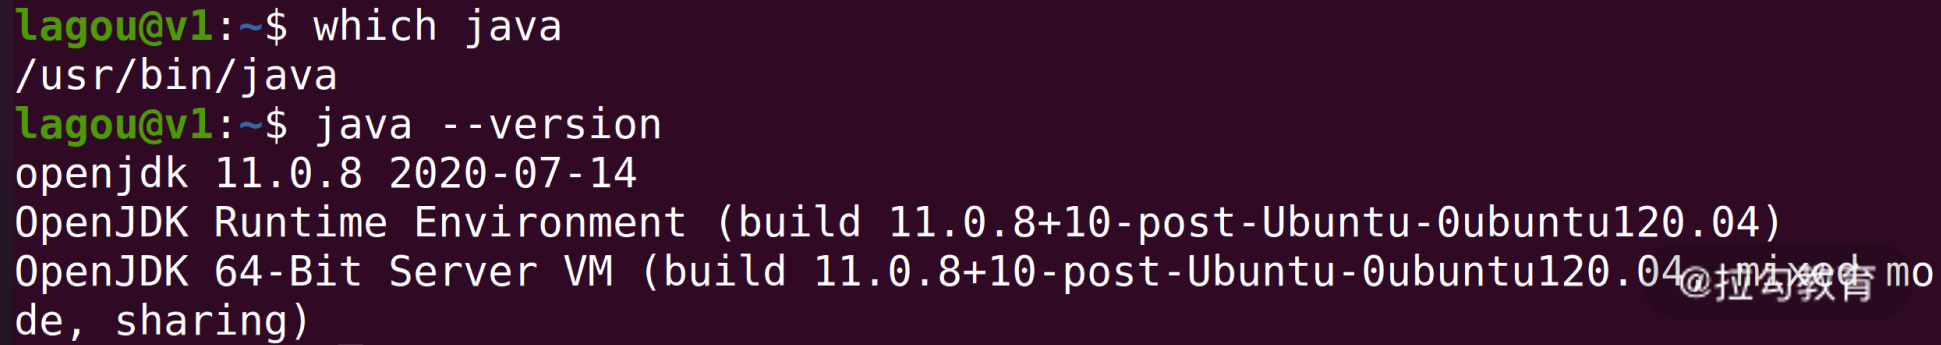 lagou@v1:~$ which java
/usr/bin/java
lagou@v1:~$ java --version
openjdk 11.0.8 2020-07-14
OpenJDK Runtime Environment (build 11.0.8+10-post-Ubuntu-0ubuntu120.04)
OpenJDK 64-Bit Server VM (build 11.0.8+10-post-Ubuntu-0ubuntu120.04, mixed mo
de, sharing)
@拉勾教育